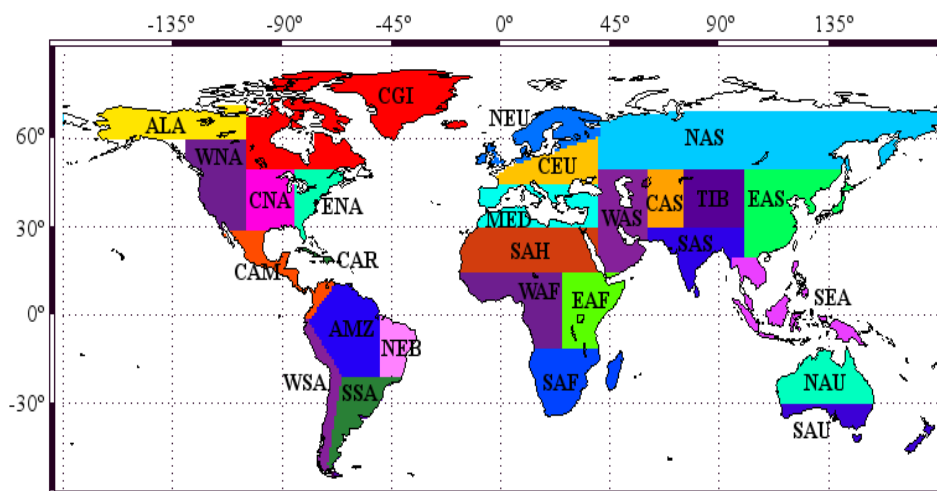 -135° -90° -45° 0° 45° 90° 135°
60°
30°
0°
-30°
CGI
NEU
ALA
NAS
WNA
CEU
CNA
ENA
MED
WAS
CAS
TIB
EAS
CAM
CAR
SAH
SAS
WAF
EAF
SEA
AMZ
NEB
WSA
SSA
SAF
NAU
SAU